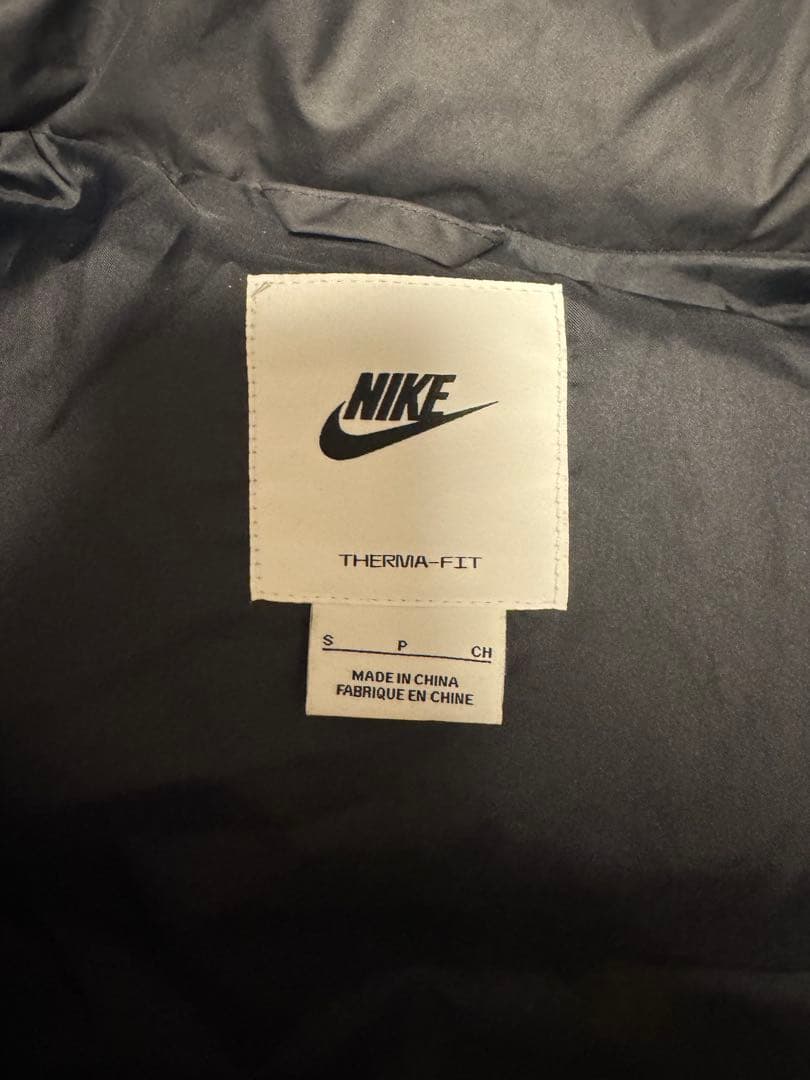 NIKE
THERMA-FIT
S P CH
MADE IN CHINA
FABRIQUE EN CHINE